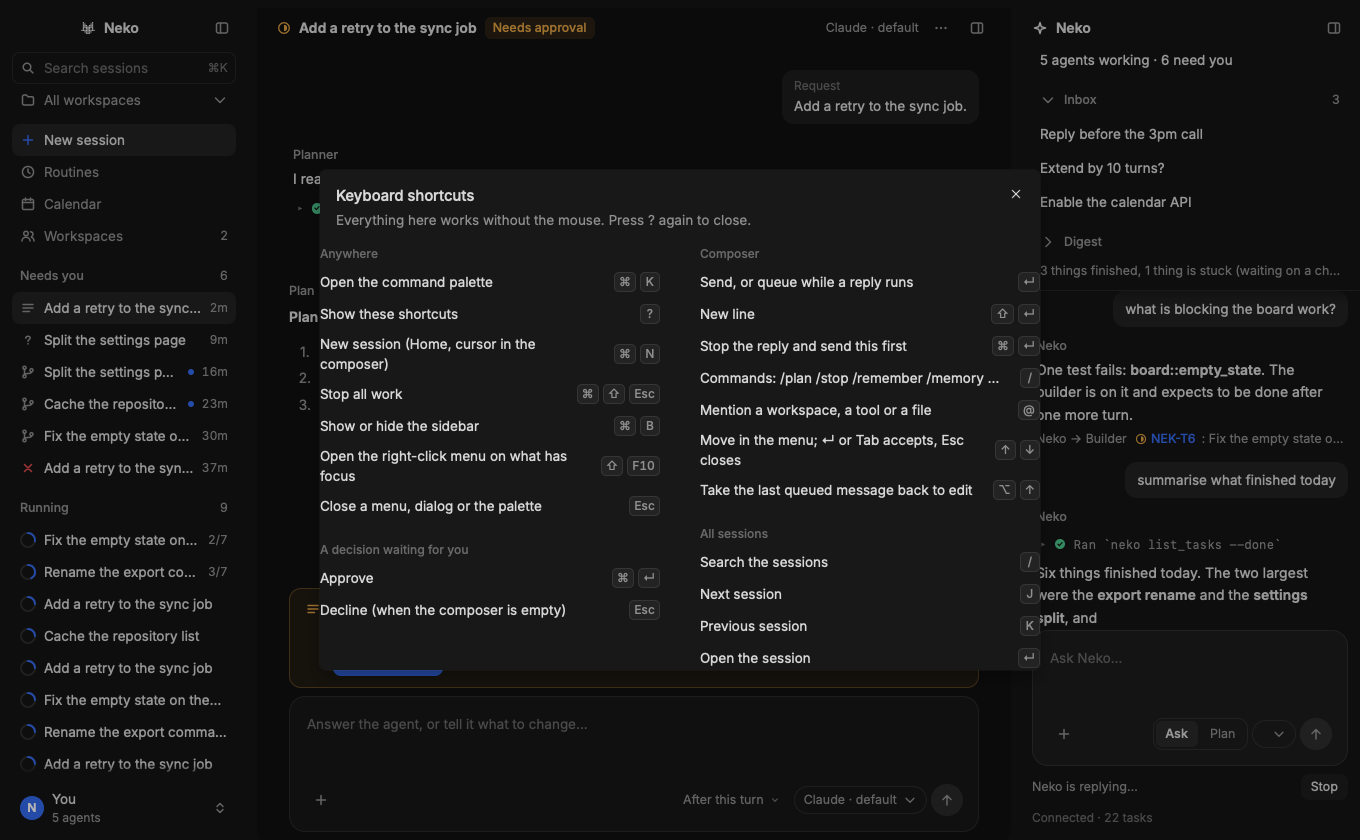 Neko
Search sessions ⌘K
All workspaces
New session
Routines
Calendar
Workspaces 2
Needs you 6
Add a retry to the sync... 2m
Split the settings page 9m
Split the settings p... 16m
Cache the reposito... 23m
Fix the empty state o... 30m
Add a retry to the syn... 37m
Running 9
Fix the empty state on... 2/7
Rename the export co... 3/7
Add a retry to the sync job
Cache the repository list
Add a retry to the sync job
Fix the empty state on the...
Rename the export comma...
Add a retry to the sync job
N
You
5 agents
Add a retry to the sync job Needs approval
Claude · default
Request
Add a retry to the sync job.
Planner
I rea
Plan
Plan
1.
2.
3.
Keyboard shortcuts
Everything here works without the mouse. Press ? again to close.
Anywhere
Open the command palette ⌘ K
Show these shortcuts ?
New session (Home, cursor in the
composer) ⌘ N
Stop all work ⌘ ⇧ Esc
Show or hide the sidebar ⌘ B
Open the right-click menu on what has
focus ⇧ F10
Close a menu, dialog or the palette Esc
A decision waiting for you
Approve ⌘ ↵
Decline (when the composer is empty) Esc
Composer
Send, or queue while a reply runs ↵
New line ⇧ ↵
Stop the reply and send this first ⌘ ↵
Commands: /plan /stop /remember /memory ... /
Mention a workspace, a tool or a file @
Move in the menu; ↵ or Tab accepts, Esc
closes ↑ ↓
Take the last queued message back to edit ⌥ ↑
All sessions
Search the sessions /
Next session J
Previous session K
Open the session ↵
Answer the agent, or tell it what to change...
After this turn
Claude · default
Neko
5 agents working · 6 need you
Inbox 3
Reply before the 3pm call
Extend by 10 turns?
Enable the calendar API
Digest
3 things finished, 1 thing is stuck (waiting on a ch...
what is blocking the board work?
Neko
One test fails: board::empty_state. The
builder is on it and expects to be done after
one more turn.
Neko → Builder NEK-T6 : Fix the empty state o...
summarise what finished today
Neko
Ran `neko list_tasks --done`
Six things finished today. The two largest
were the export rename and the settings
split, and
Ask Neko...
Ask Plan
Neko is replying... Stop
Connected · 22 tasks